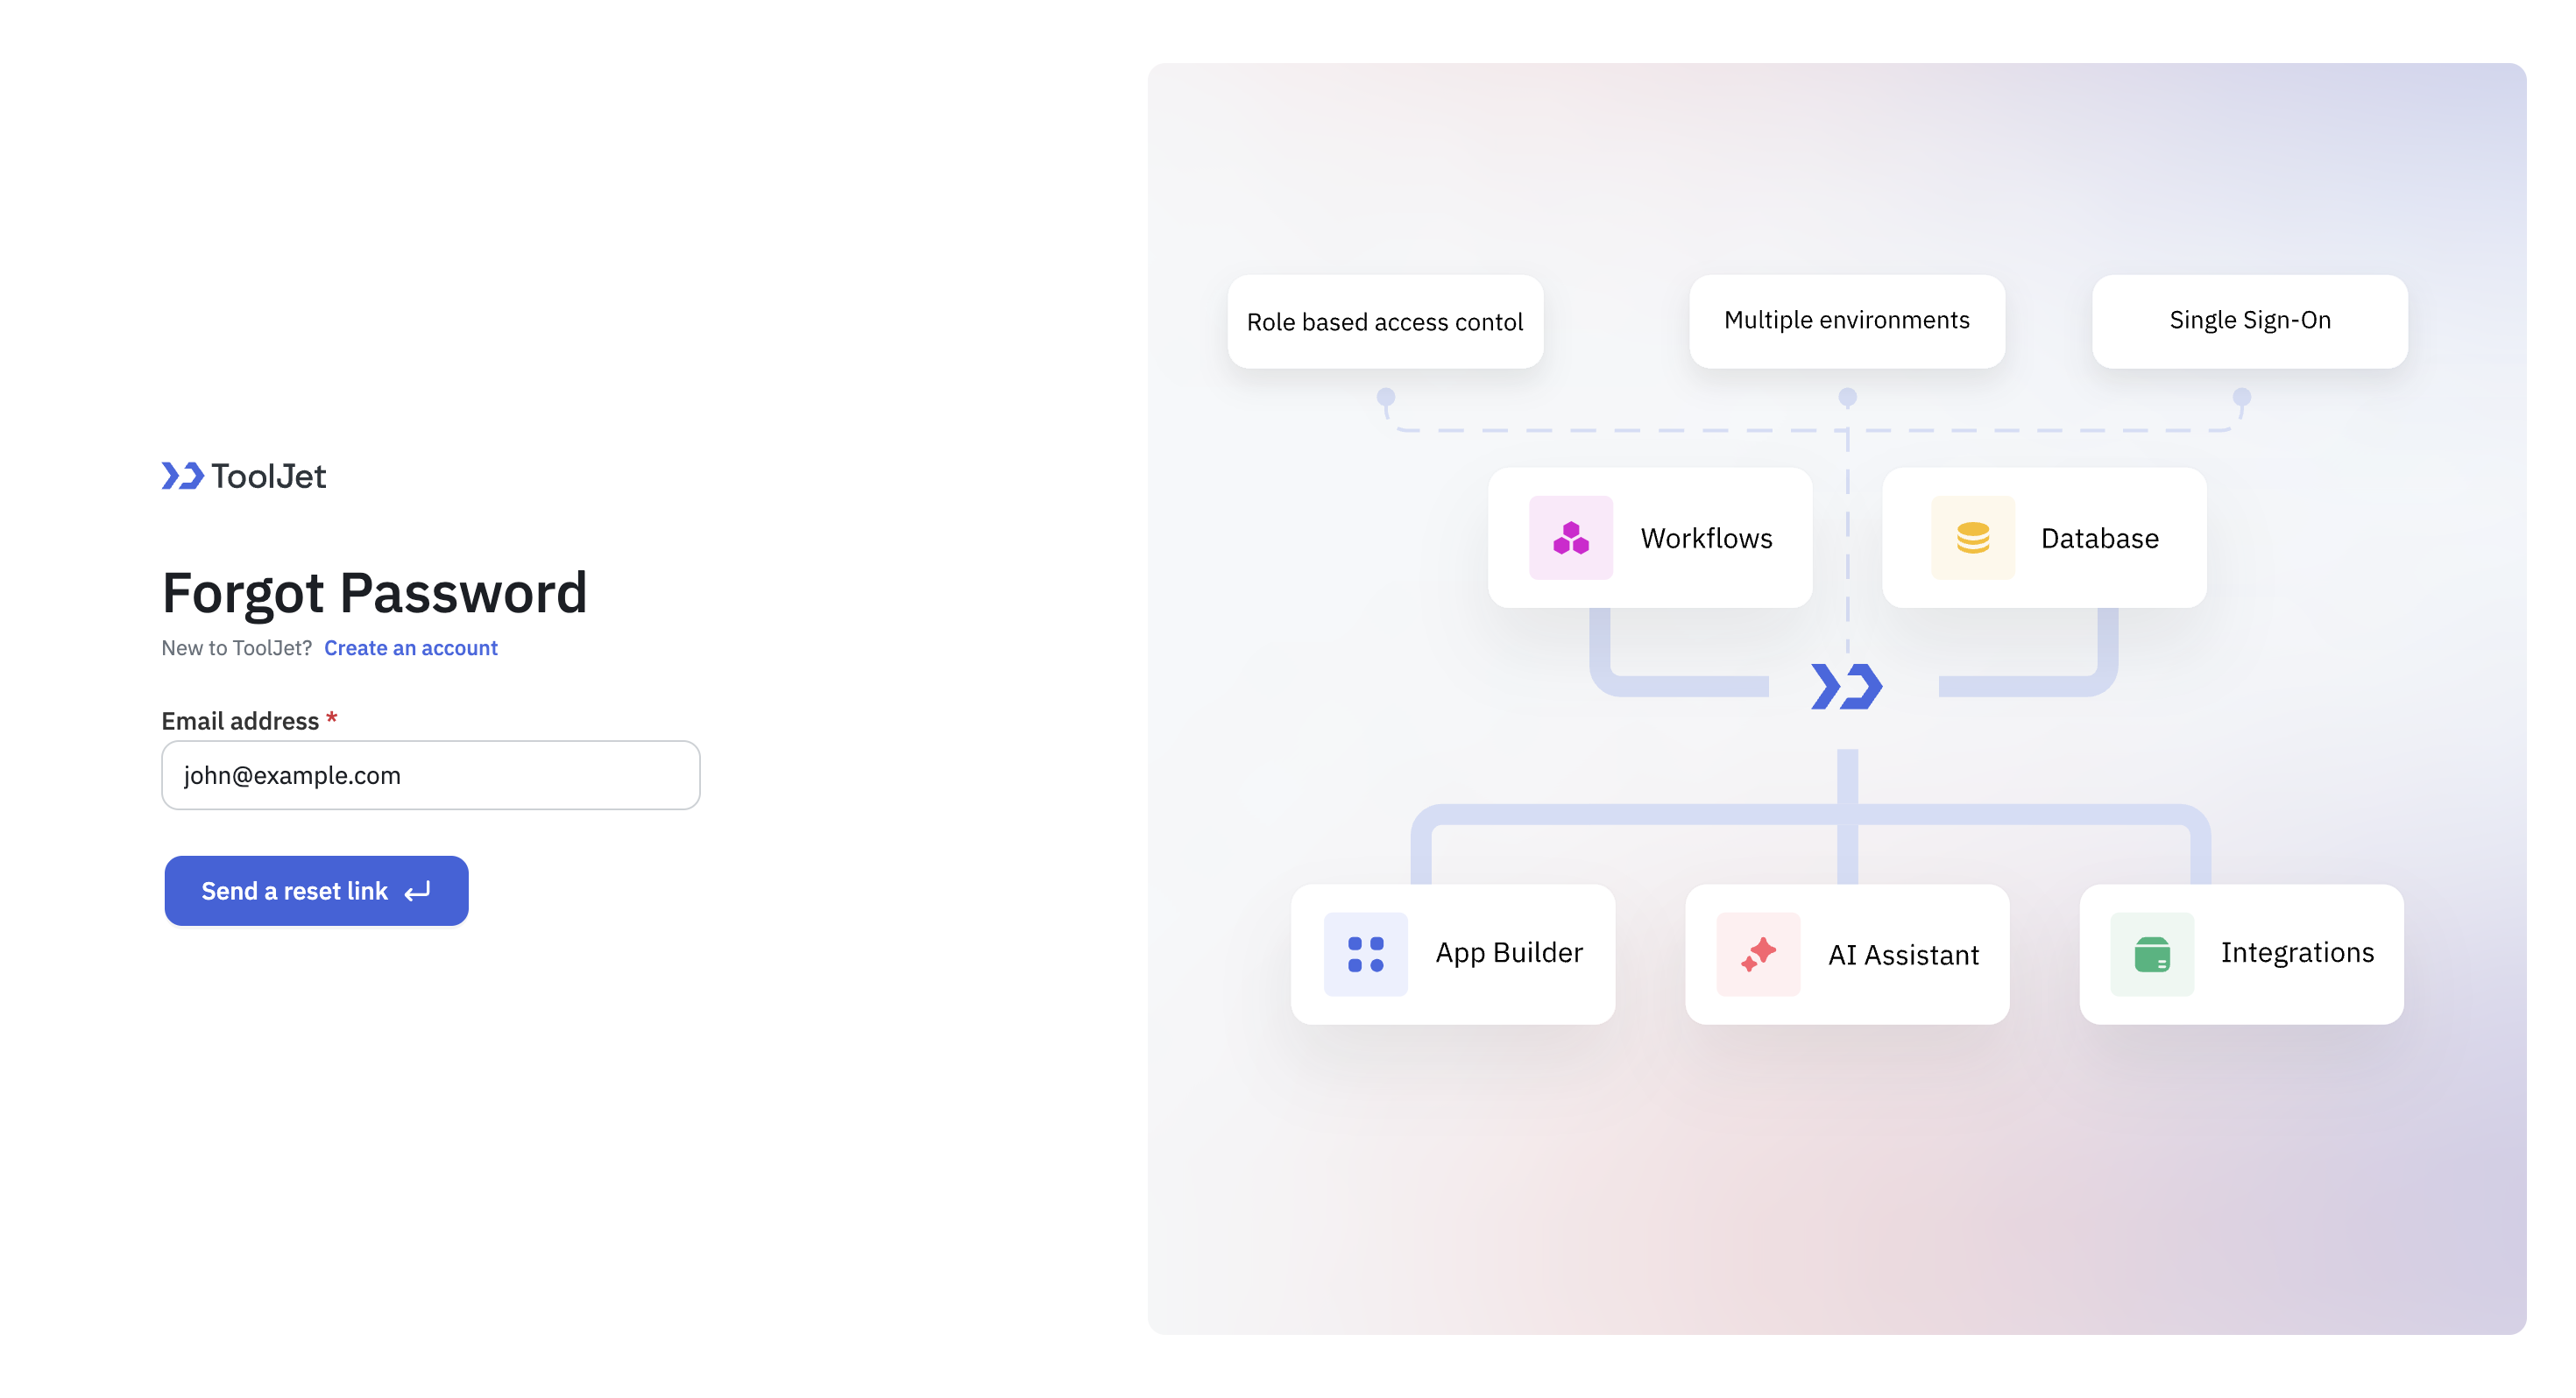 ToolJet
Forgot Password
New to ToolJet? Create an account
Email address *
john@example.com
Send a reset link
Role based access contol
Multiple environments
Single Sign-On
Workflows
Database
App Builder
AI Assistant
Integrations